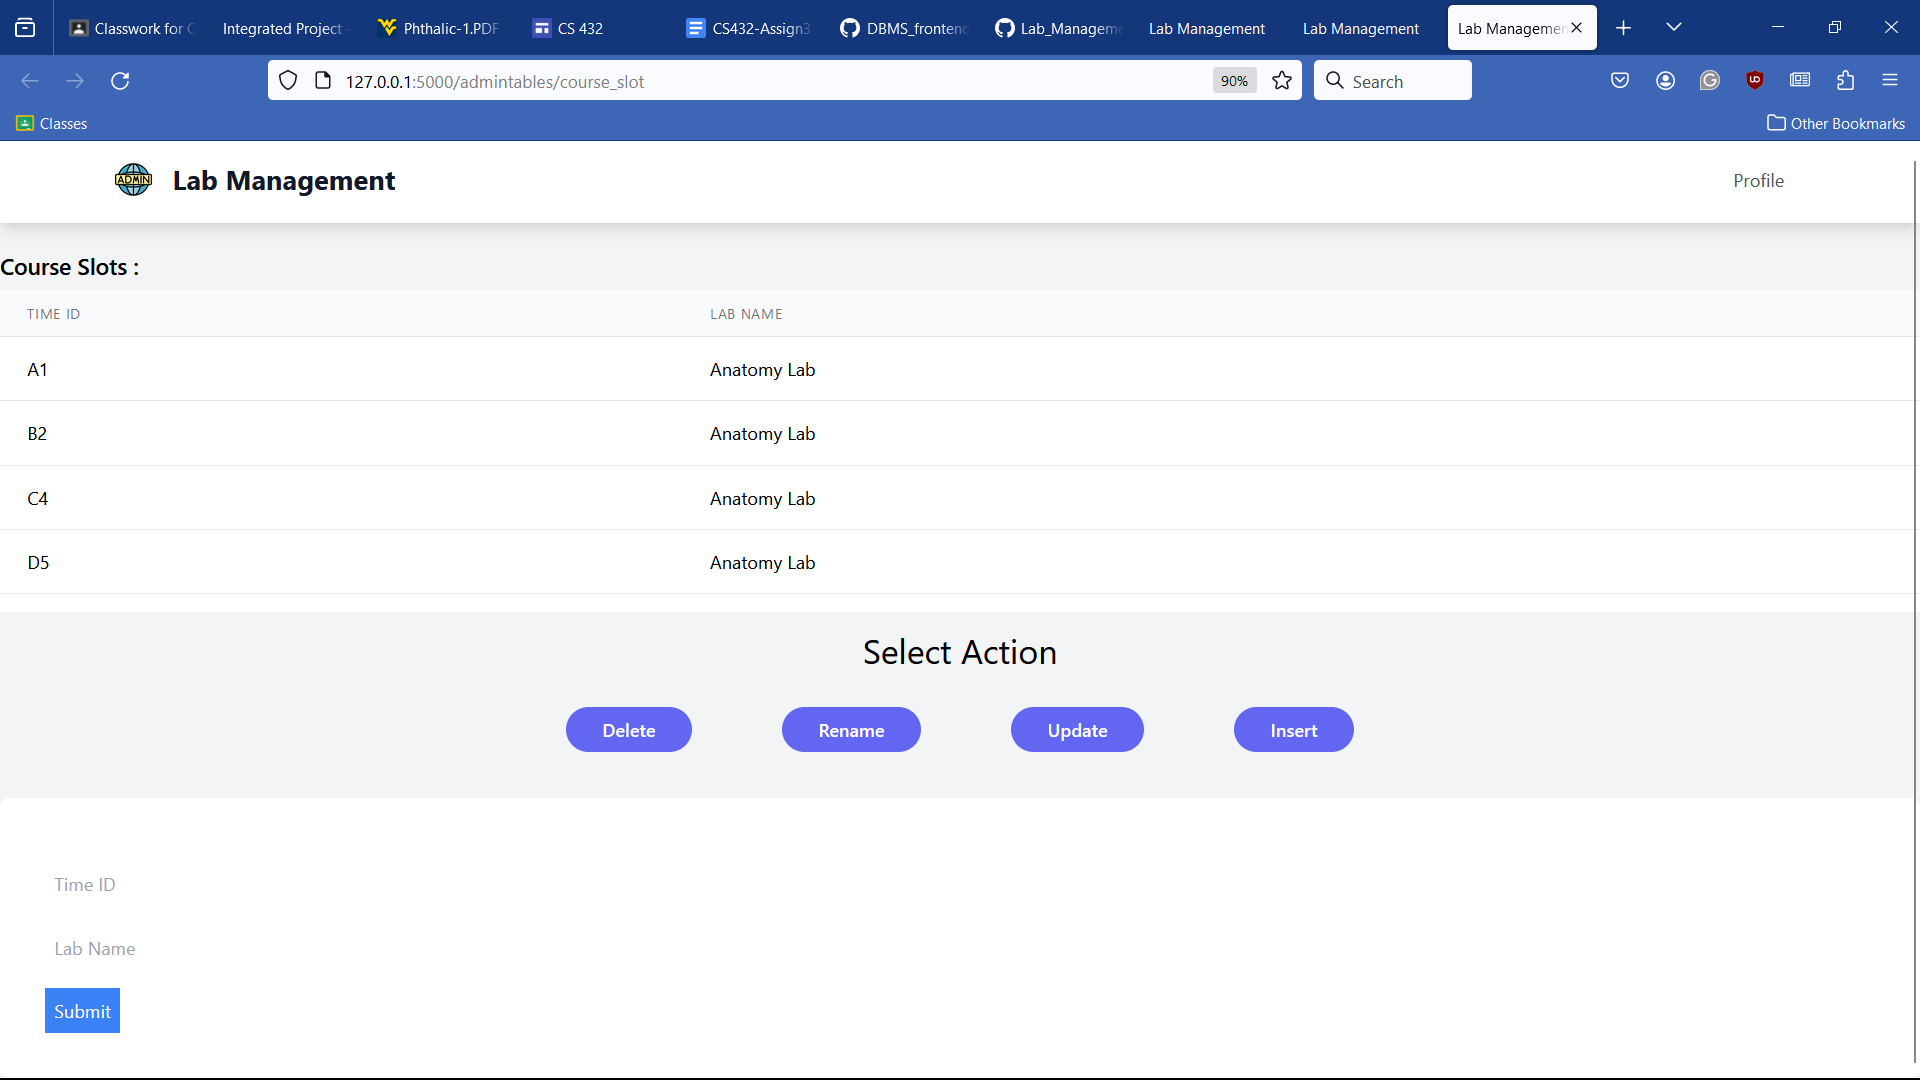 Classwork for C
Integrated Project -
Phthalic-1.PDF
CS 432
CS432-Assign3
DBMS_frontend
Lab_Manageme
Lab Management
Lab Management
Lab Managemen
127.0.0.1:5000/admintables/course_slot
90%
Search
Classes
Other Bookmarks
ADMIN
Lab Management
Profile
Course Slots :
TIME ID LAB NAME
A1 Anatomy Lab
B2 Anatomy Lab
C4 Anatomy Lab
D5 Anatomy Lab
Select Action
Delete Rename Update Insert
Time ID
Lab Name
Submit